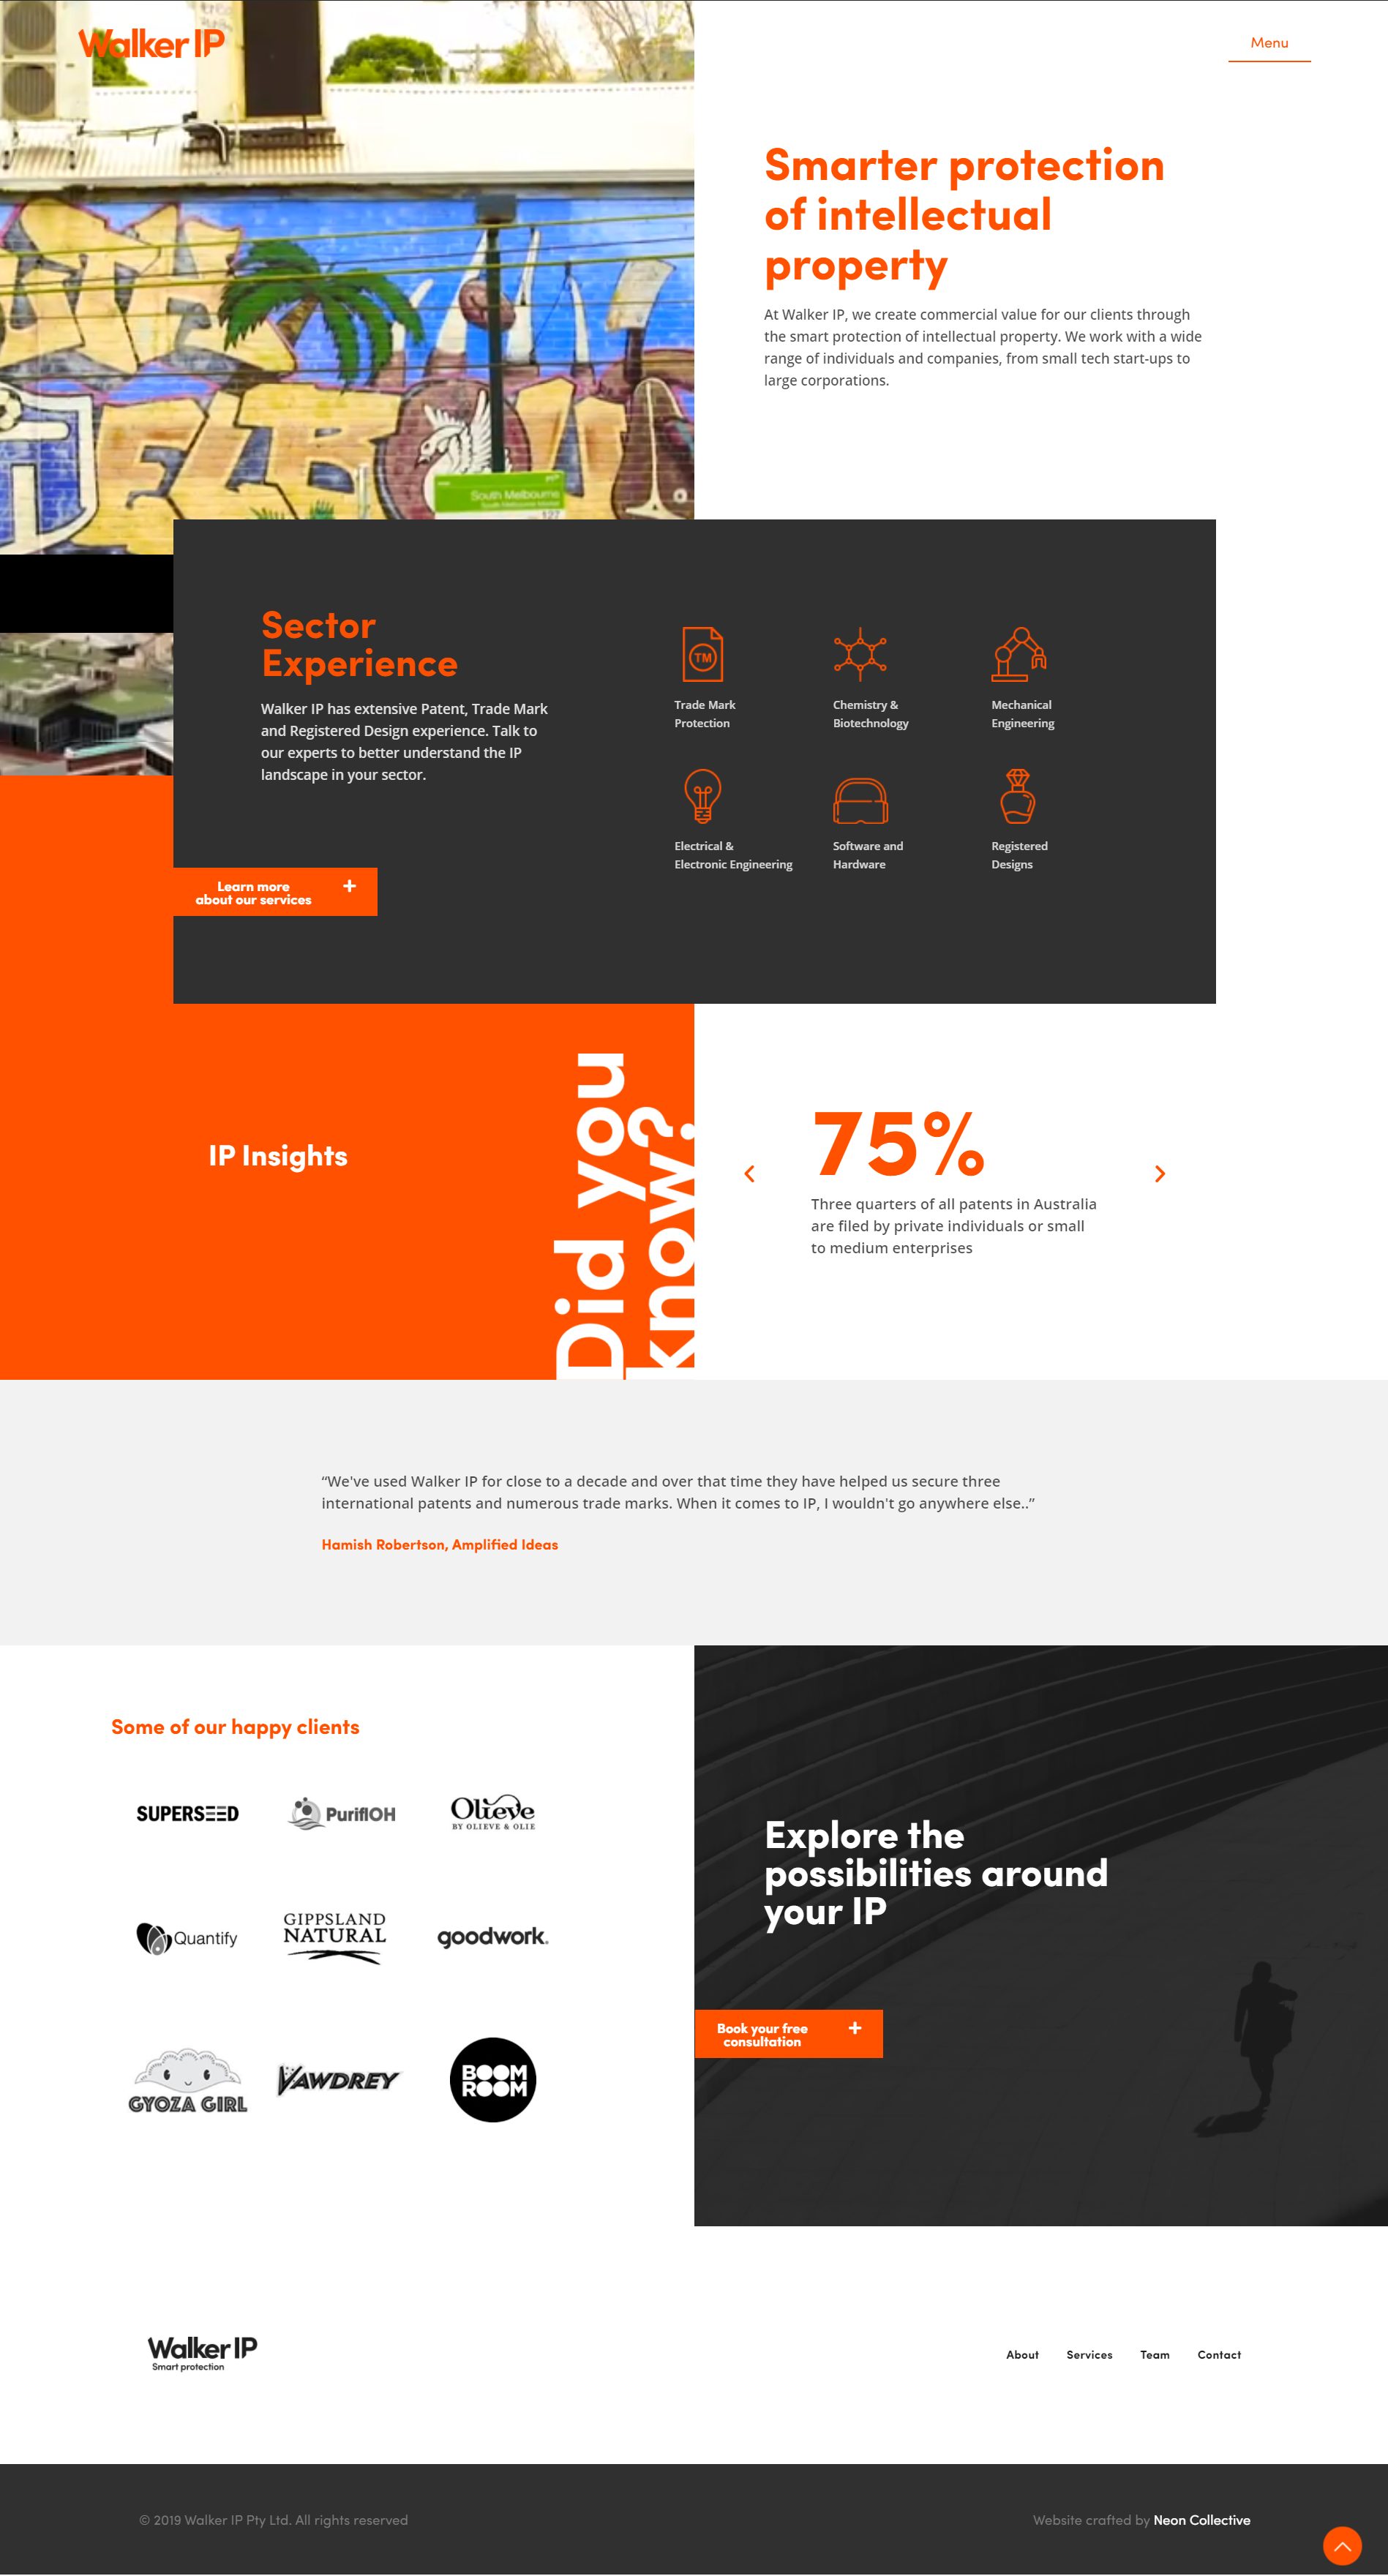 Walker IP
Menu
Smarter protection
of intellectual
property
At Walker IP, we create commercial value for our clients through
the smart protection of intellectual property. We work with a wide
range of individuals and companies, from small tech start-ups to
large corporations.
South Melbourne
Sector
Experience
Walker IP has extensive Patent, Trade Mark
and Registered Design experience. Talk to
our experts to better understand the IP
landscape in your sector.
TM
Trade Mark
Protection
Chemistry &
Biotechnology
Mechanical
Engineering
Electrical &
Electronic Engineering
Software and
Hardware
Registered
Designs
Learn more
about our services
+
IP Insights
Did you
know?
75%
Three quarters of all patents in Australia
are filed by private individuals or small
to medium enterprises
“We've used Walker IP for close to a decade and over that time they have helped us secure three
international patents and numerous trade marks. When it comes to IP, I wouldn't go anywhere else..”
Hamish Robertson, Amplified Ideas
Some of our happy clients
SUPERSEED
PurifiOH
Olieve
BY OLIEVE & OLIE
Quantify
GIPPSLAND
NATURAL
goodwork.
GYOZA GIRL
VAWDREY
BOOM
ROOM
Explore the
possibilities around
your IP
Book your free
consultation
+
Walker IP
Smart protection
About
Services
Team
Contact
© 2019 Walker IP Pty Ltd. All rights reserved
Website crafted by Neon Collective